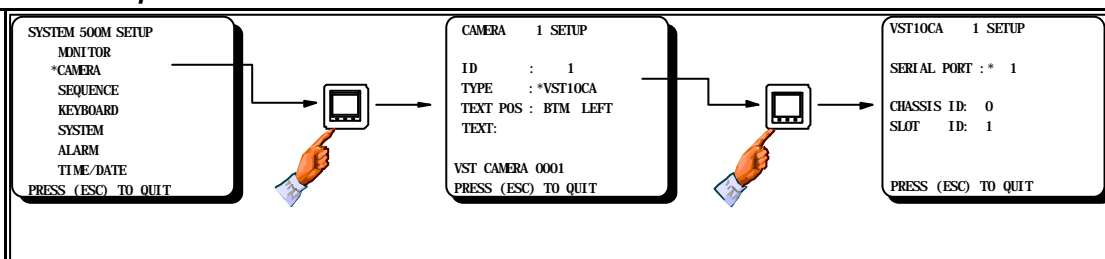 SYSTEM 500M SETUP
MONITOR
*CAMERA
SEQUENCE
KEYBOARD
SYSTEM
ALARM
TIME/DATE
PRESS (ESC) TO QUIT
CAMERA 1 SETUP
ID : 1
TYPE :*VST10CA
TEXT POS : BTM LEFT
TEXT:
VST CAMERA 0001
PRESS (ESC) TO QUIT
VST10CA 1 SETUP
SERIAL PORT :* 1
CHASSIS ID: 0
SLOT ID: 1
PRESS (ESC) TO QUIT